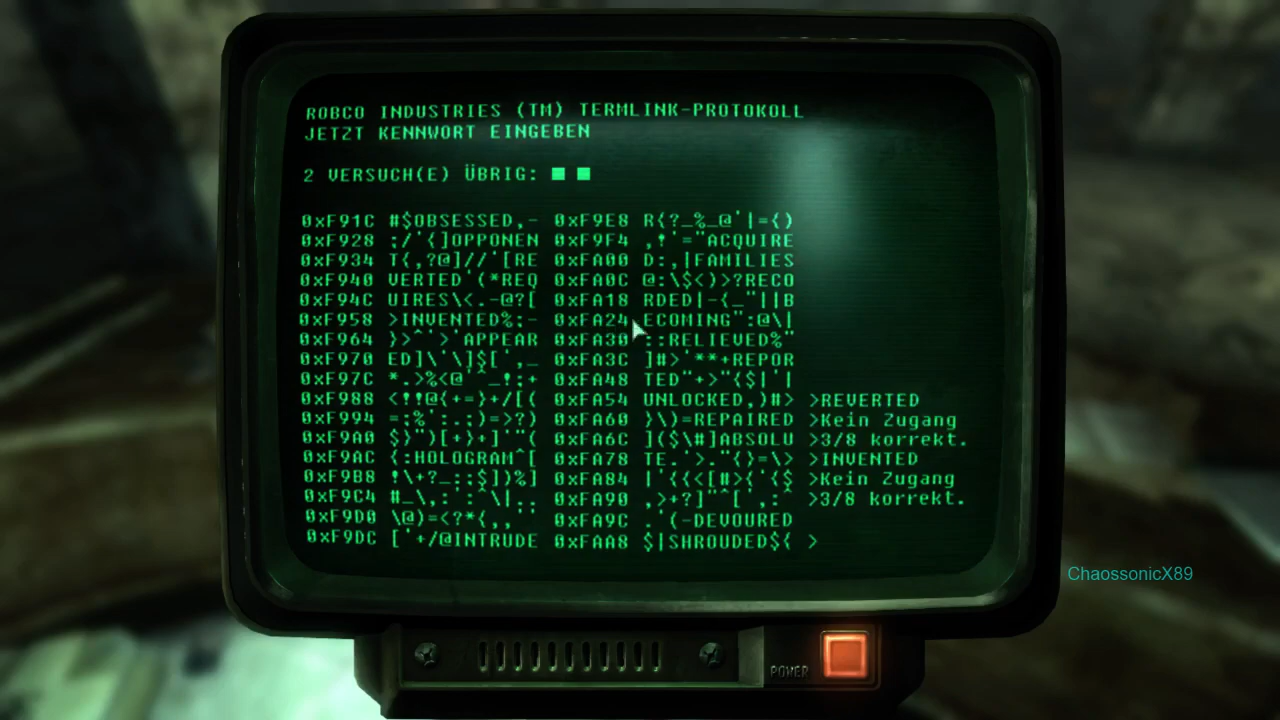 ROBCO INDUSTRIES (TM) TERMLINK-PROTOKOLL
JETZT KENNWORT EINGEBEN
2 VERSUCH(E) ÜBRIG: ■ ■
0xF91C #$OBSESSED,- 0xF9E8 R{?_%_@'|={)
0xF928 ;/'{]OPPONEN 0xF9F4 ,!'="ACQUIRE
0xF934 T{,?@]//'[RE 0xFA00 D:,|FAMILIES
0xF940 VERTED'(*REQ 0xFA0C @:\$<)>?RECO
0xF94C UIRES\<.-@?[ 0xFA18 RDED|-{_"||B
0xF958 >INVENTED%;- 0xFA24 ECOMING":@\|
0xF964 }>^'>'APPEAR 0xFA30 ::RELIEVED%"
0xF970 ED]\'\]$[',_ 0xFA3C ]#>'**+REPOR
0xF97C *.>%<@'^_!;+ 0xFA48 TED"+>"{$|'|
0xF988 <!!@{+=}+/[( 0xFA54 UNLOCKED,)#> >REVERTED
0xF994 =:%':.;)=>?) 0xFA60 }\)=REPAIRED >Kein Zugang
0xF9A0 $}")[+}+]'"( 0xFA6C ]($\#]ABSOLU >3/8 korrekt.
0xF9AC {:HOLOGRAM^[ 0xFA78 TE.'>."{)=\> >INVENTED
0xF9B8 !\+?_;:$])%] 0xFA84 |'{{<[#>{'{$ >Kein Zugang
0xF9C4 #_\,:':^\|;: 0xFA90 ,>+?]"^[',:^ >3/8 korrekt.
0xF9D0 \@)=<?*{,, 0xFA9C .'(-DEVOURED
0xF9DC ['+/@INTRUDE 0xFAA8 $|SHROUDED${ >
POWER
ChaossonicX89